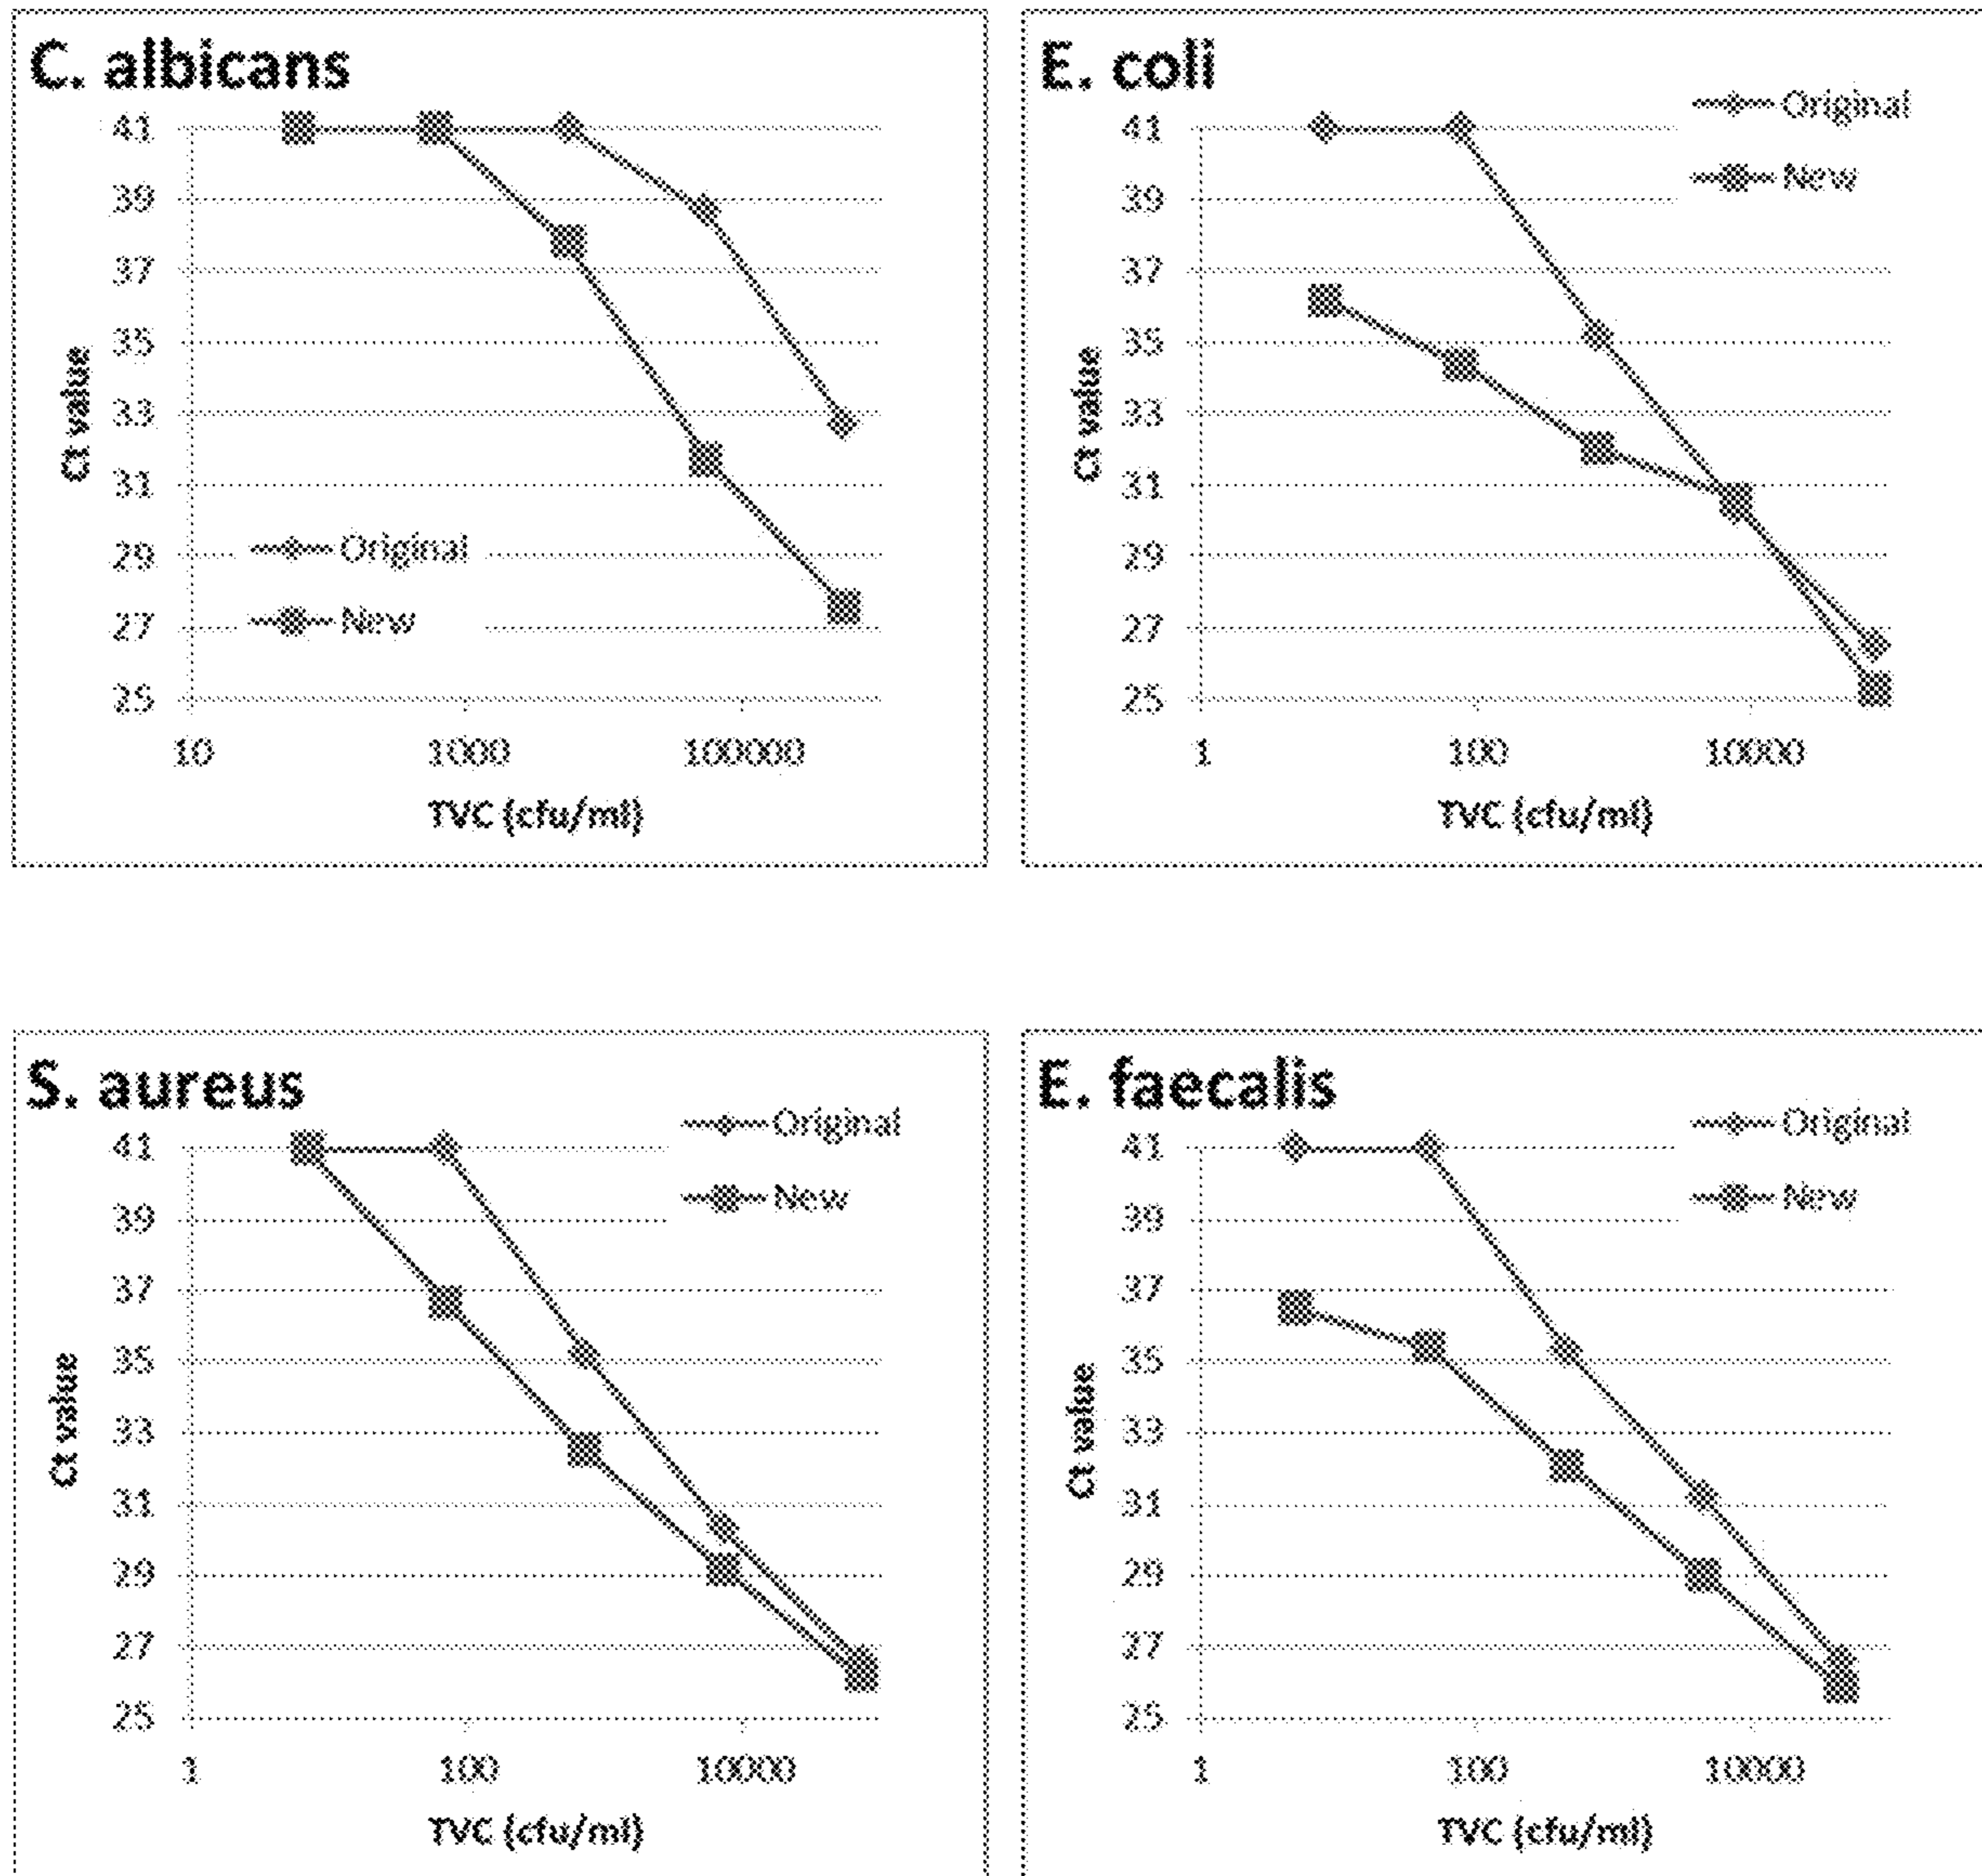 C. albicans
41
39
37
35
33
31
29
27
25
Ct value
Original
New
10
1000
100000
TVC (cfu/ml)
E. coli
Original
New
41
39
37
35
33
31
29
27
25
Ct value
1
100
10000
TVC (cfu/ml)
S. aureus
Original
New
41
39
37
35
33
31
29
27
25
Ct value
1
100
10000
TVC (cfu/ml)
E. faecalis
Original
New
41
39
37
35
33
31
29
27
25
Ct value
1
100
10000
TVC (cfu/ml)